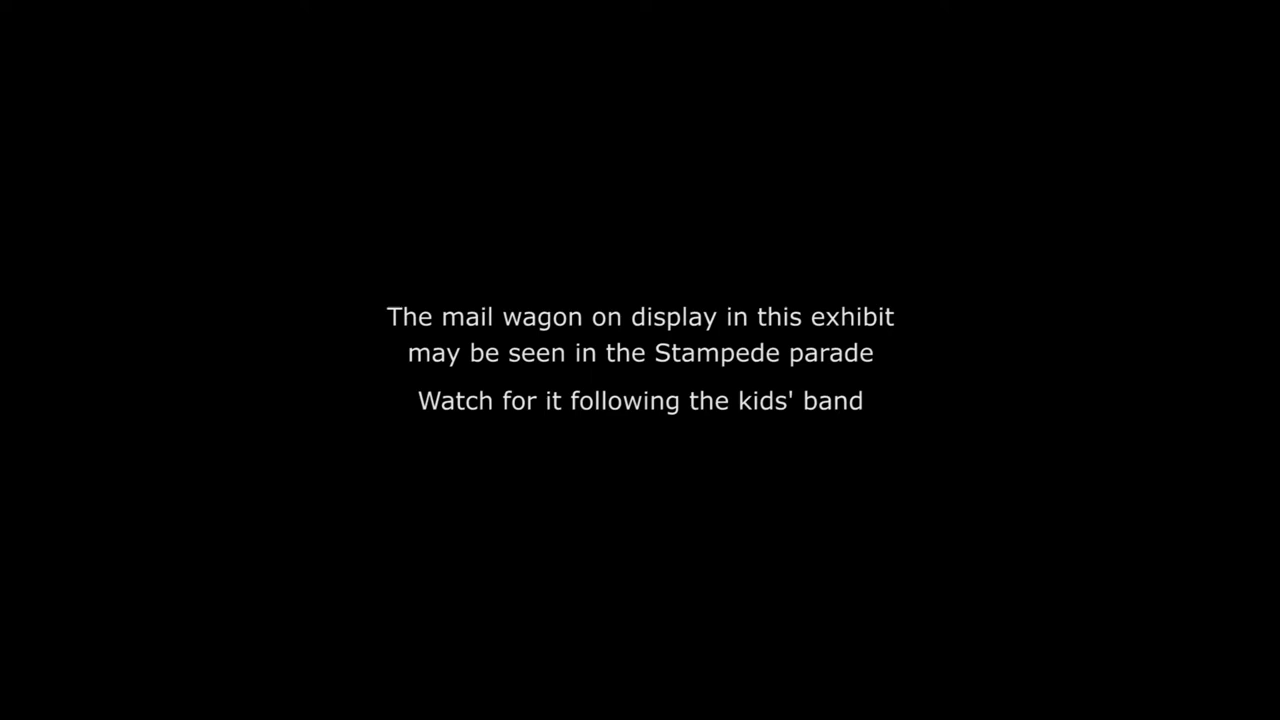 The mail wagon on display in this exhibit
may be seen in the Stampede parade
Watch for it following the kids' band